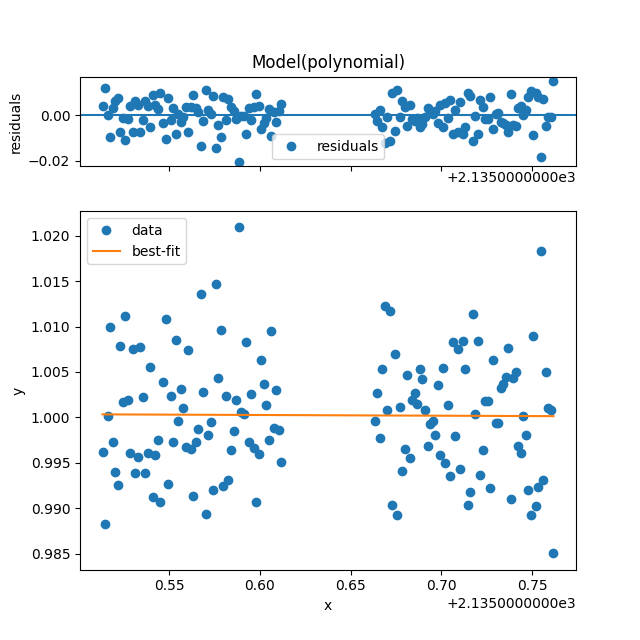 Model(polynomial)
residuals
0.00
−0.02
residuals
+2.1350000000e3
y
1.020
1.015
1.010
1.005
1.000
0.995
0.990
0.985
data
best-fit
0.55
0.60
0.65
0.70
0.75
x
+2.1350000000e3